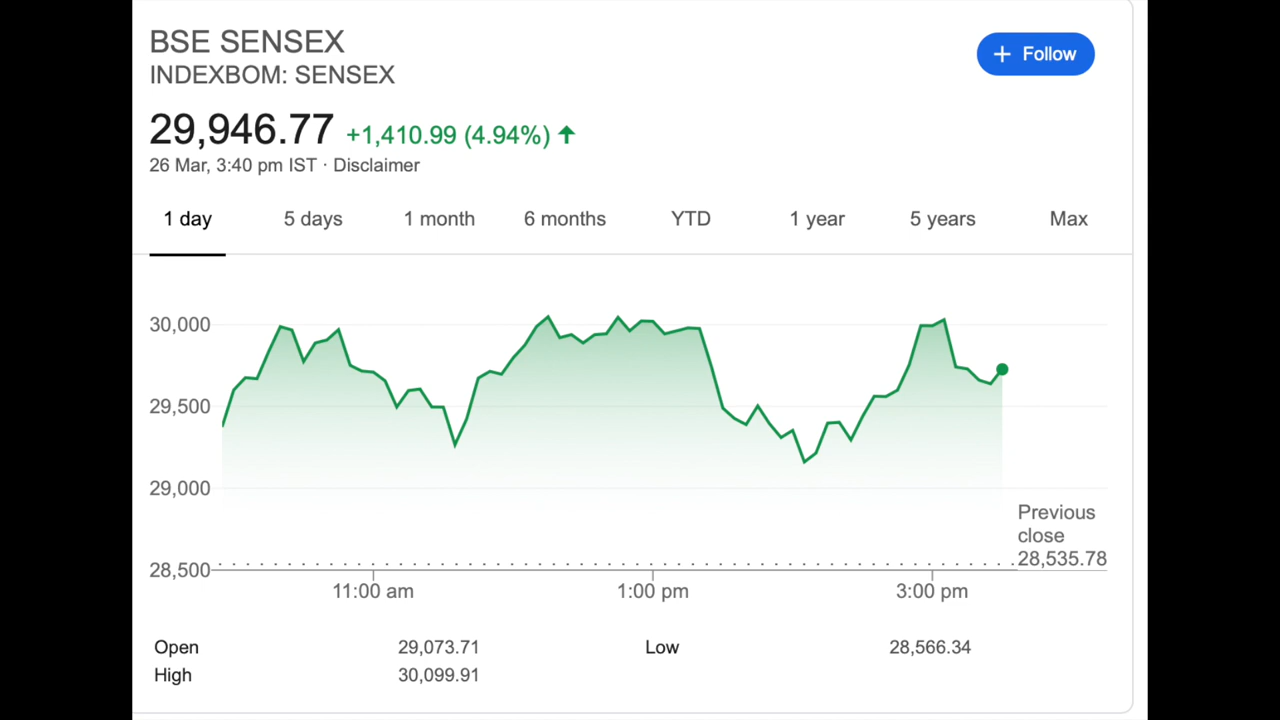 BSE SENSEX
INDEXBOM: SENSEX
+ Follow
29,946.77 +1,410.99 (4.94%) ↑
26 Mar, 3:40 pm IST · Disclaimer
1 day 5 days 1 month 6 months YTD 1 year 5 years Max
30,000
29,500
29,000
28,500
Previous
close
28,535.78
11:00 am 1:00 pm 3:00 pm
Open 29,073.71 Low 28,566.34
High 30,099.91